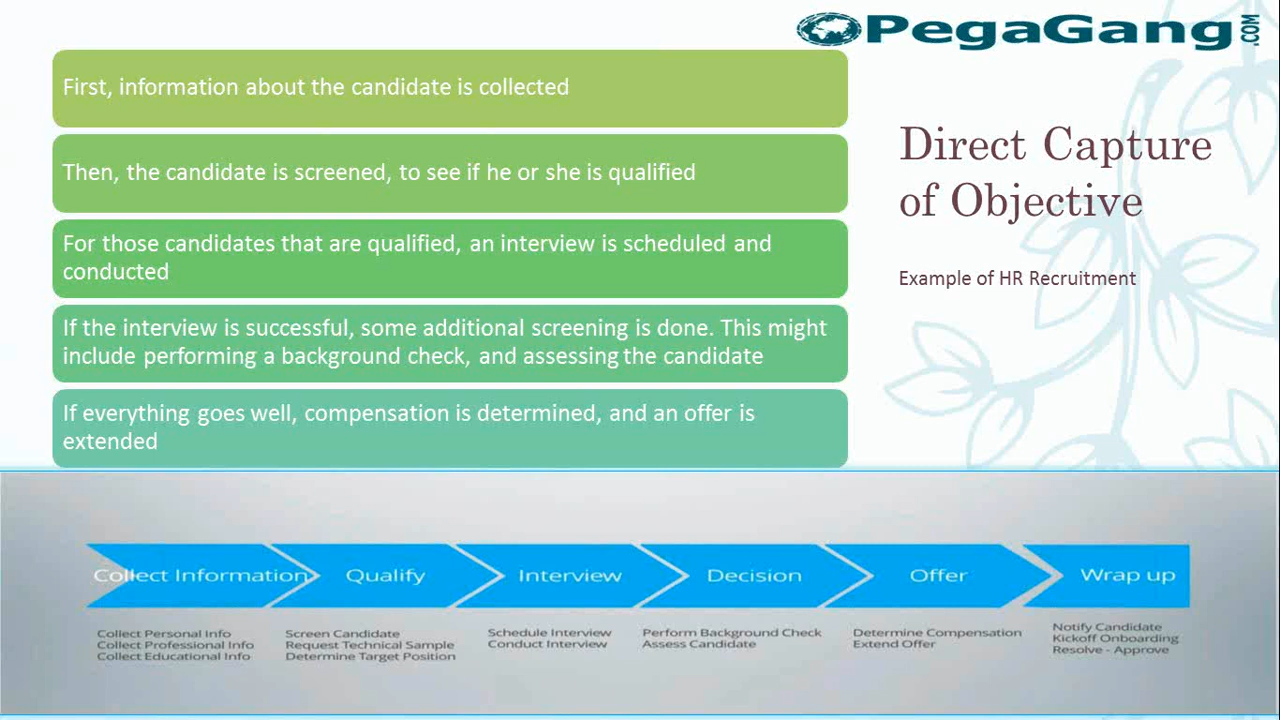 PegaGang.COM
First, information about the candidate is collected
Then, the candidate is screened, to see if he or she is qualified
For those candidates that are qualified, an interview is scheduled and
conducted
If the interview is successful, some additional screening is done. This might
include performing a background check, and assessing the candidate
If everything goes well, compensation is determined, and an offer is
extended
Direct Capture
of Objective
Example of HR Recruitment
Collect Information
Collect Personal Info
Collect Professional Info
Collect Educational Info
Qualify
Screen Candidate
Request Technical Sample
Determine Target Position
Interview
Schedule Interview
Conduct Interview
Decision
Perform Background Check
Assess Candidate
Offer
Determine Compensation
Extend Offer
Wrap up
Notify Candidate
Kickoff Onboarding
Resolve - Approve